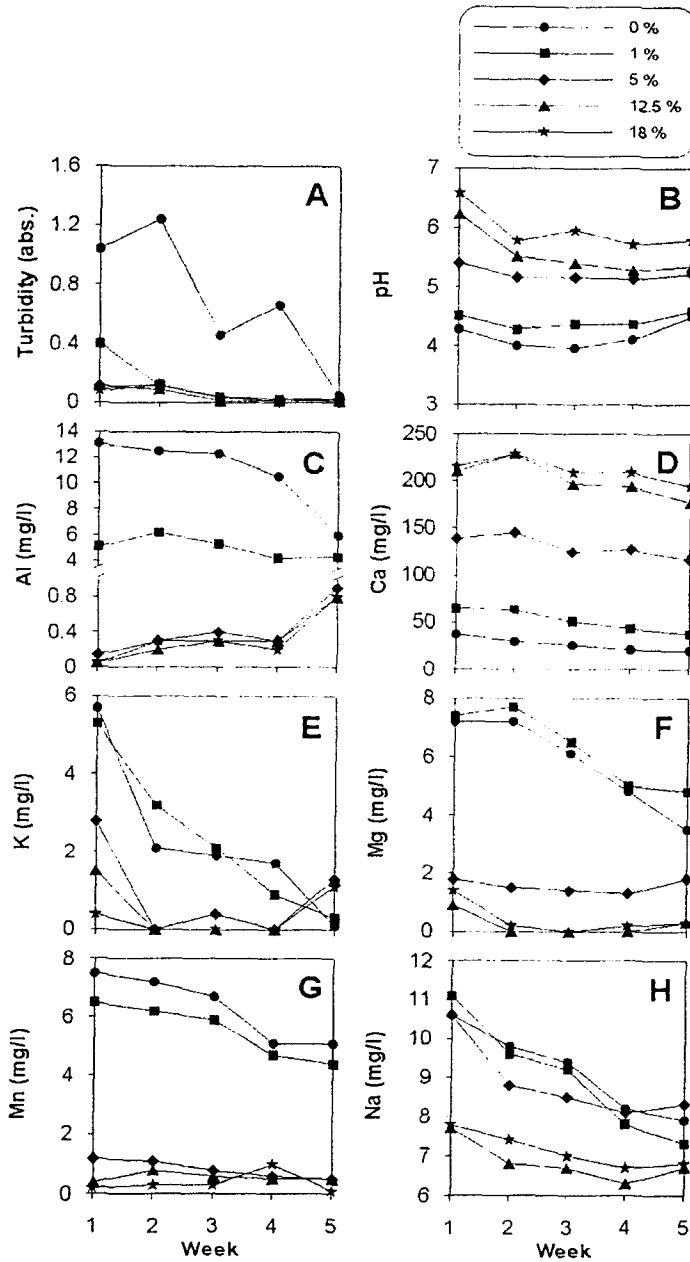 0 %
1 %
5 %
12.5 %
18 %
A
Turbidity (abs.)
1.6
1.2
0.8
0.4
0
B
pH
7
6
5
4
3
C
Al (mg/l)
14
12
10
8
6
4
0.8
0.4
0
D
Ca (mg/l)
250
200
150
100
50
0
E
K (mg/l)
6
4
2
0
F
Mg (mg/l)
8
6
4
2
0
G
Mn (mg/l)
8
6
4
2
0
1 2 3 4 5
Week
H
Na (mg/l)
12
11
10
9
8
7
6
1 2 3 4 5
Week